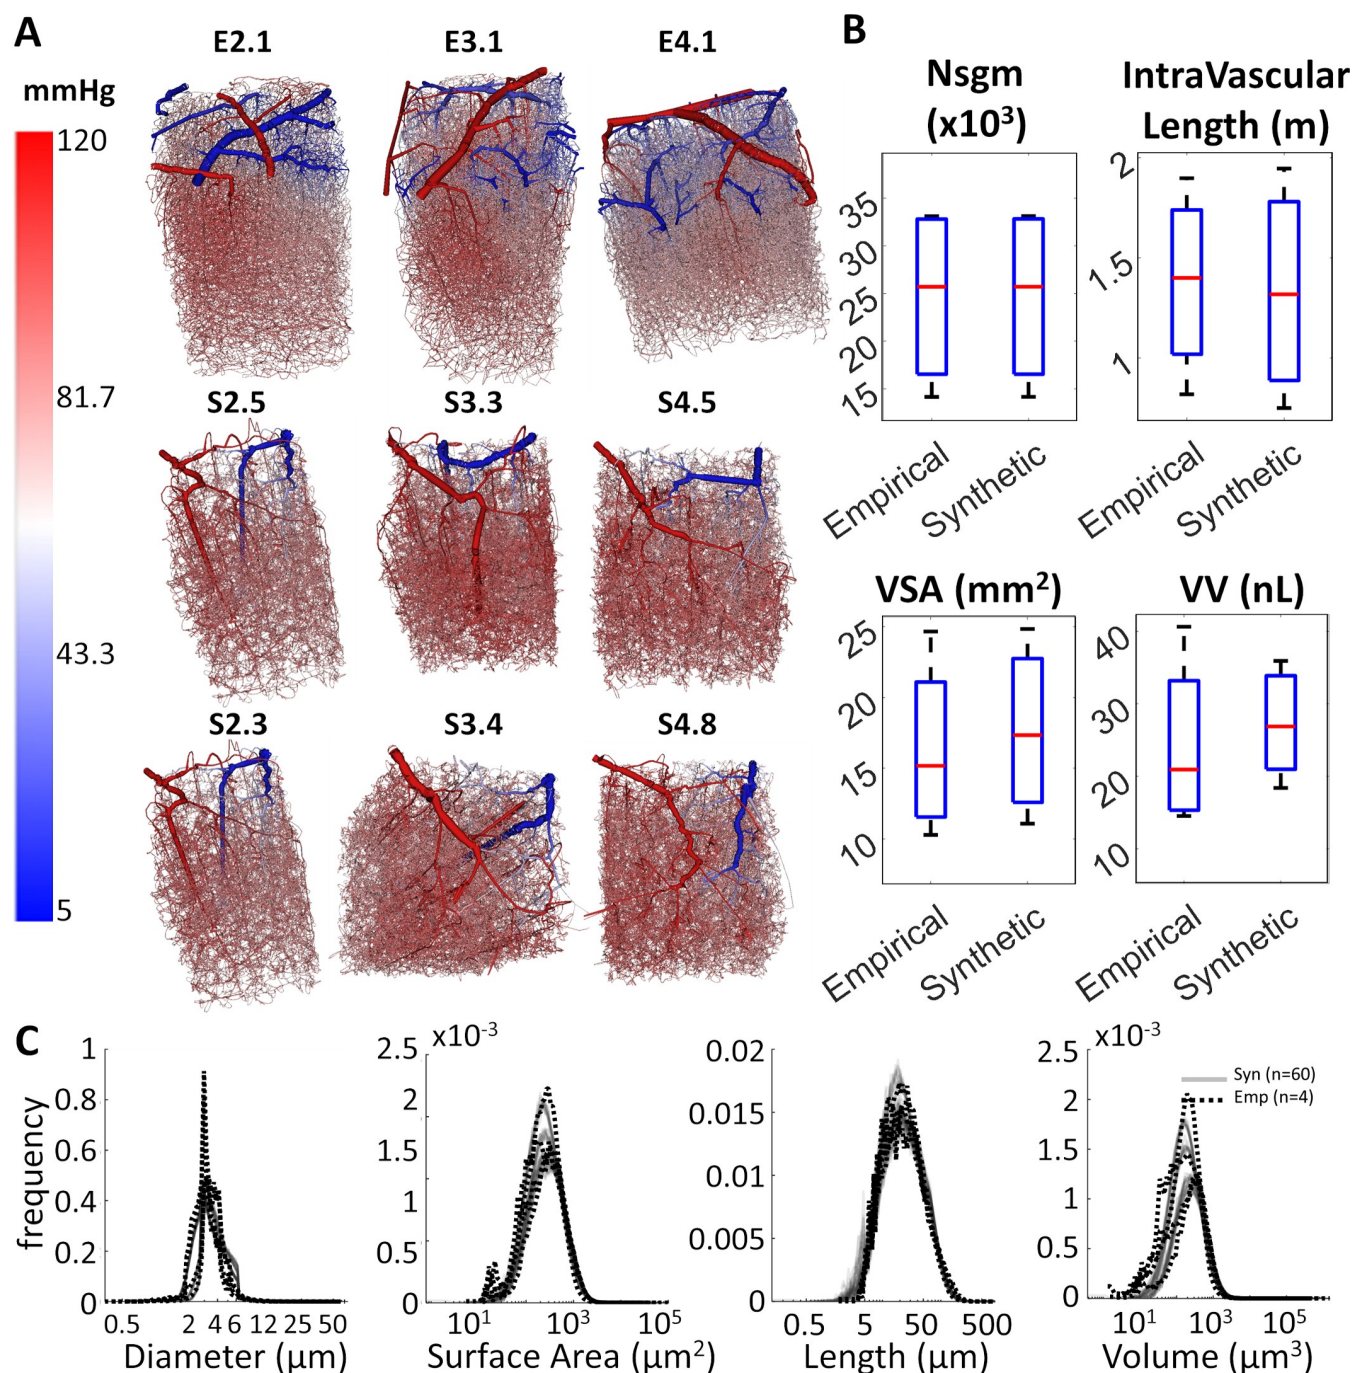 A
E2.1
E3.1
E4.1
mmHg
120
81.7
43.3
5
S2.5
S3.3
S4.5
S2.3
S3.4
S4.8
B
Nsgm
(x10³)
35
30
25
20
15
Empirical
Synthetic
IntraVascular
Length (m)
2
1.5
1
Empirical
Synthetic
VSA (mm²)
25
20
15
10
Empirical
Synthetic
VV (nL)
40
30
20
10
Empirical
Synthetic
C
frequency
1
0.8
0.6
0.4
0.2
0
0.5 2 4 6 12 25 50
Diameter (µm)
x10⁻³
2.5
2
1.5
1
0.5
0
10¹ 10³ 10⁵
Surface Area (µm²)
0.02
0.015
0.01
0.005
0
0.5 5 50 500
Length (µm)
x10⁻³
2.5
2
1.5
1
0.5
0
10¹ 10³ 10⁵
Volume (µm³)
Syn (n=60)
Emp (n=4)